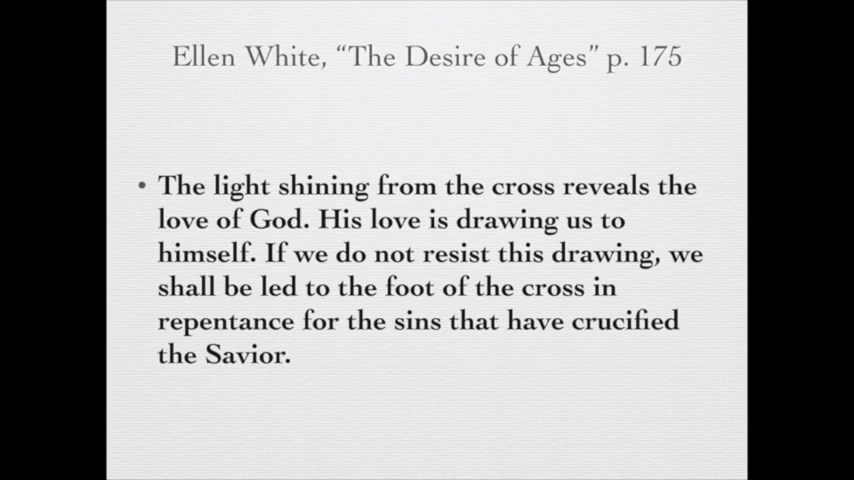 Ellen White, “The Desire of Ages” p. 175
• The light shining from the cross reveals the
love of God. His love is drawing us to
himself. If we do not resist this drawing, we
shall be led to the foot of the cross in
repentance for the sins that have crucified
the Savior.